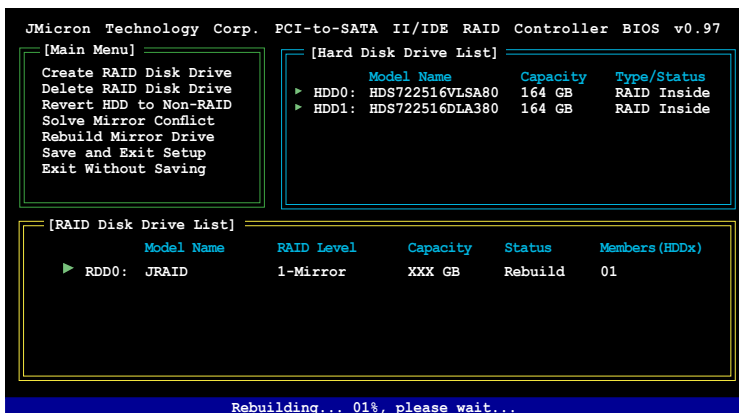 JMicron Technology Corp. PCI-to-SATA II/IDE RAID Controller BIOS v0.97
[Main Menu]
Create RAID Disk Drive
Delete RAID Disk Drive
Revert HDD to Non-RAID
Solve Mirror Conflict
Rebuild Mirror Drive
Save and Exit Setup
Exit Without Saving
[Hard Disk Drive List]
Model Name Capacity Type/Status
HDD0: HDS722516VLSA80 164 GB RAID Inside
HDD1: HDS722516DLA380 164 GB RAID Inside
[RAID Disk Drive List]
Model Name RAID Level Capacity Status Members(HDDx)
RDD0: JRAID 1-Mirror XXX GB Rebuild 01
Rebuilding... 01%, please wait...